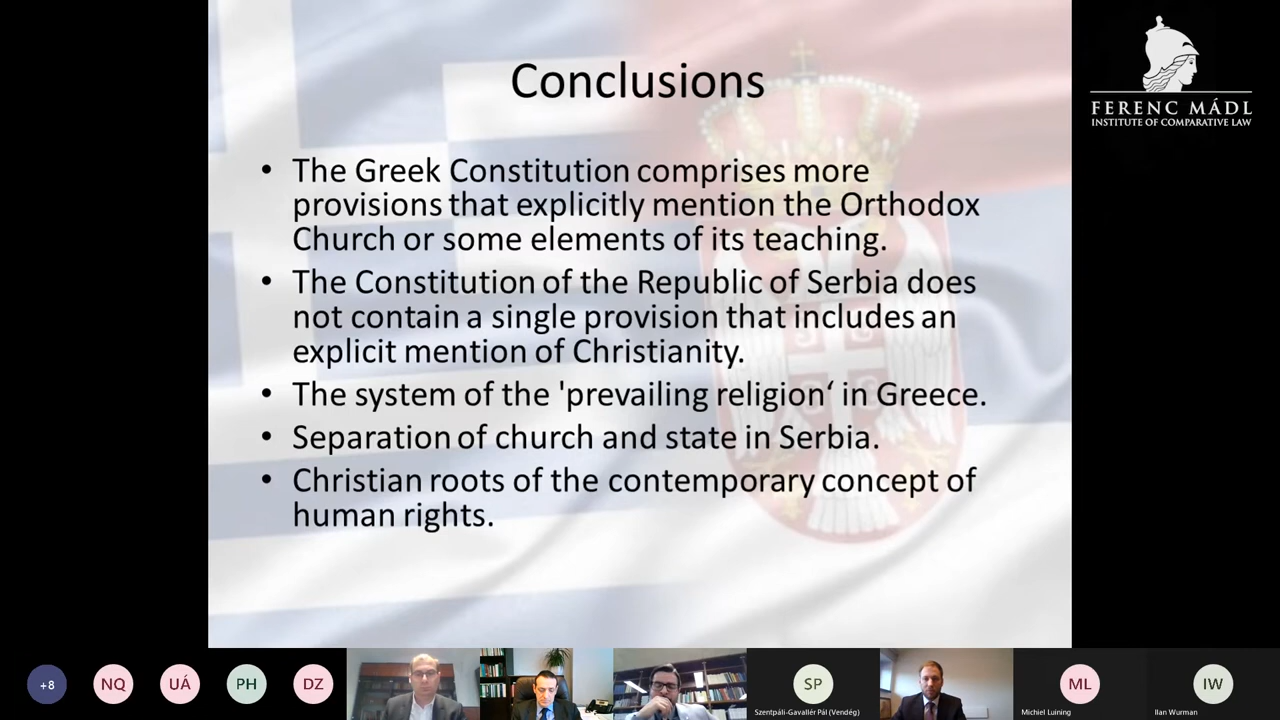 Conclusions
FERENC MÁDL
INSTITUTE OF COMPARATIVE LAW
• The Greek Constitution comprises more
provisions that explicitly mention the Orthodox
Church or some elements of its teaching.
• The Constitution of the Republic of Serbia does
not contain a single provision that includes an
explicit mention of Christianity.
• The system of the 'prevailing religion‘ in Greece.
• Separation of church and state in Serbia.
• Christian roots of the contemporary concept of
human rights.
+8
NQ
UÁ
PH
DZ
SP
Szentpáli-Gavallér Pál (Vendég)
ML
Michiel Luining
IW
Ilan Wurman